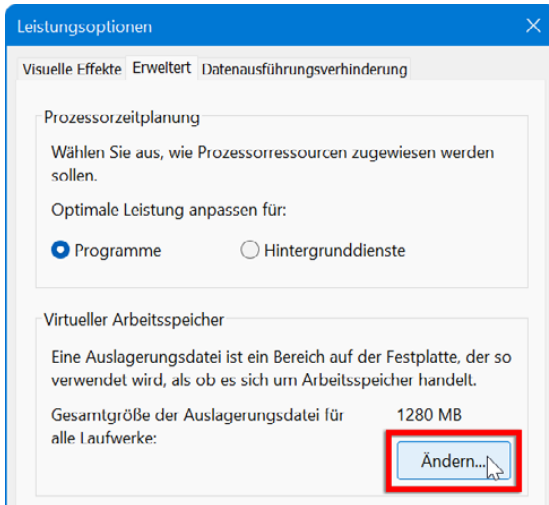 Leistungsoptionen
Visuelle Effekte Erweitert Datenausführungsverhinderung
Prozessorzeitplanung
Wählen Sie aus, wie Prozessorressourcen zugewiesen werden
sollen.
Optimale Leistung anpassen für:
Programme Hintergrunddienste
Virtueller Arbeitsspeicher
Eine Auslagerungsdatei ist ein Bereich auf der Festplatte, der so
verwendet wird, als ob es sich um Arbeitsspeicher handelt.
Gesamtgröße der Auslagerungsdatei für 1280 MB
alle Laufwerke:
Ändern...